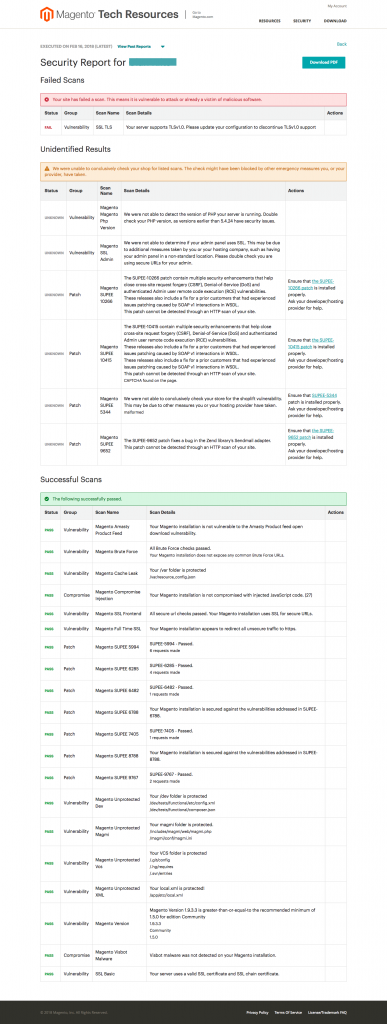 My Account
Magento® Tech Resources
Go to
Magento.com
RESOURCES SECURITY DOWNLOAD
EXECUTED ON FEB 19, 2018 (LATEST) View Past Reports
Back
Security Report for
Download PDF
Failed Scans
Your site has failed a scan. This means it is vulnerable to attack or already a victim of malicious software.
Status Group Scan Name Scan Details Actions
FAIL Vulnerability SSL TLS Your server supports TLSv1.0, Please update your configuration to discontinue TLSv1.0 support
Unidentified Results
We were unable to conclusively check your shop for listed scans. The check might have been blocked by other emergency measures you, or your
provider, have taken.
Status Group Scan Name Scan Details Actions
UNKNOWN Vulnerability Magento Magento Php Version
We were not able to detect the version of PHP your server is running. Double
check your PHP version, as versions earlier than 5.4.24 have security issues.
UNKNOWN Vulnerability Magento SSL Admin
We were not able to determine if your admin panel uses SSL. This may be due to
additional measures taken by you or your hosting company, such as having
your admin panel in a non-standard location. Please double check you are
using secure URLs for your admin.
UNKNOWN Patch Magento SUPEE 10266
The SUPEE-10266 patch contain multiple security enhancements that help
close cross-site request forgery (CSRF), Denial of Service (DoS) and
authenticated Admin user remote code execution (RCE) vulnerabilities.
These releases also include a fix for a prior customers that had experienced
issues patching caused by SOAP v1 interactions in WSDL.
This patch cannot be detected through an HTTP scan of your site.
Ensure that the SUPEE-
10266 patch is installed
properly.
Ask your developer/hosting
provider for help.
UNKNOWN Patch Magento SUPEE 10415
The SUPEE-10415 patch contain multiple security enhancements that help close
cross-site request forgery (CSRF), Denial of Service (DoS) and authenticated
Admin user remote code execution (RCE) vulnerabilities.
These releases also include a fix for a prior customers that had experienced
issues patching caused by SOAP v1 interactions in WSDL.
This patch cannot be detected through an HTTP scan of your site.
CAPTCHA found on the page.
Ensure that the SUPEE-
10415 patch is installed
properly.
Ask your developer/hosting
provider for help.
UNKNOWN Patch Magento SUPEE 5344
We were not able to conclusively check your store for the shoplift vulnerability.
This may be due to other measures you or your hosting provider have taken.
malformed
Ensure that SUPEE-5344
patch is installed properly.
Ask your developer/hosting
provider for help.
UNKNOWN Patch Magento SUPEE 9652
The SUPEE-9652 patch fixes a bug in the Zend library's Sendmail adapter.
This patch cannot be detected through an HTTP scan of your site.
Ensure that the SUPEE-
9652 patch is installed
properly.
Ask your developer/hosting
provider for help.
Successful Scans
The following successfully passed.
Status Group Scan Name Scan Details Actions
PASS Vulnerability Magento Amasty Product Feed
Your Magento installation is not vulnerable to the Amasty Product feed open
download vulnerability.
PASS Vulnerability Magento Brute Force
All Brute Force checks passed.
Your Magento installation does not expose any common Brute Force URLs.
PASS Vulnerability Magento Cache Leak
Your /var folder is protected
/var/resource_config.json
PASS Compromise Magento Compromise Injection
Your Magento installation is not compromised with injected JavaScript code. (27)
PASS Vulnerability Magento SSL Frontend All secure url checks passed. Your Magento installation uses SSL for secure URLs.
PASS Vulnerability Magento Full Time SSL Your Magento installation appears to redirect all unsecure traffic to https.
PASS Patch Magento SUPEE 5994
SUPEE-5994 - Passed.
8 requests made
PASS Patch Magento SUPEE 6285
SUPEE-6285 - Passed.
4 requests made
PASS Patch Magento SUPEE 6482
SUPEE-6482 - Passed.
1 requests made
PASS Patch Magento SUPEE 6788
Your Magento installation is secured against the vulnerabilities addressed in SUPEE-
6788.
PASS Patch Magento SUPEE 7405
SUPEE-7405 - Passed.
1 requests made
PASS Patch Magento SUPEE 8788
Your Magento installation is secured against the vulnerabilities addressed in SUPEE-
8788.
PASS Patch Magento SUPEE 9767
SUPEE-9767 - Passed.
2 requests made
PASS Vulnerability Magento Unprotected Dev
Your /dev folder is protected
/dev/tests/functional/etc/config.xml
/dev/tests/functional/composer.json
PASS Vulnerability Magento Unprotected Magmi
Your magmi folder is protected.
/includes/magmi/web/magmi.php
/magmi/conf/magmi.ini
PASS Vulnerability Magento Unprotected Vcs
Your VCS folder is protected
/.git/config
/.hg/requires
/.svn/entries
PASS Vulnerability Magento Unprotected XML
Your local.xml is protected!
/app/etc/local.xml
PASS Vulnerability Magento Version
Magento Version 1.9.3.3 is greater-than-or-equal-to the recommended minimum of
1.5.0 for edition Community
1.9.3.3
Community
1.5.0
PASS Compromise Magento Visbot Malware
Visbot malware was not detected on your Magento installation.
PASS Vulnerability SSL Basic Your server uses a valid SSL certificate and SSL chain certificate.
Magento, Inc. All Rights Reserved.
Privacy Policy Terms Of Service License/Trademark FAQ